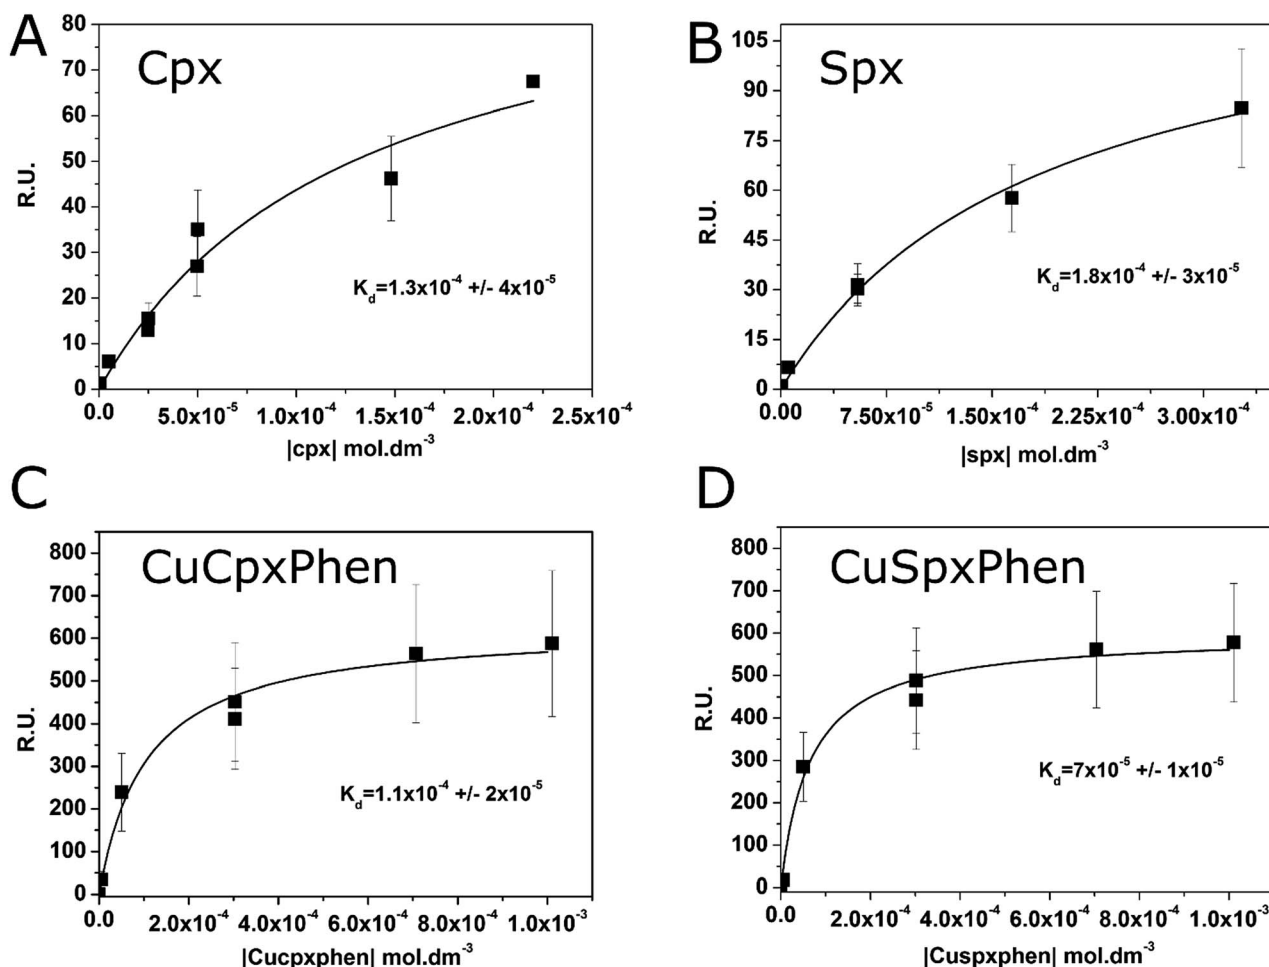 A
Cpx
80
70
60
50
40
30
20
10
0
R.U.
K_d=1.3x10^-4 +/- 4x10^-5
0.0 5.0x10^-5 1.0x10^-4 1.5x10^-4 2.0x10^-4 2.5x10^-4
|cpx| mol.dm^-3
B
Spx
105
90
75
60
45
30
15
0
R.U.
K_d=1.8x10^-4 +/- 3x10^-5
0.00 7.50x10^-5 1.50x10^-4 2.25x10^-4 3.00x10^-4
|spx| mol.dm^-3
C
CuCpxPhen
800
700
600
500
400
300
200
100
0
R.U.
K_d=1.1x10^-4 +/- 2x10^-5
0.0 2.0x10^-4 4.0x10^-4 6.0x10^-4 8.0x10^-4 1.0x10^-3
|Cucpxphen| mol.dm^-3
D
CuSpxPhen
800
700
600
500
400
300
200
100
0
R.U.
K_d=7x10^-5 +/- 1x10^-5
0.0 2.0x10^-4 4.0x10^-4 6.0x10^-4 8.0x10^-4 1.0x10^-3
|Cuspxphen| mol.dm^-3